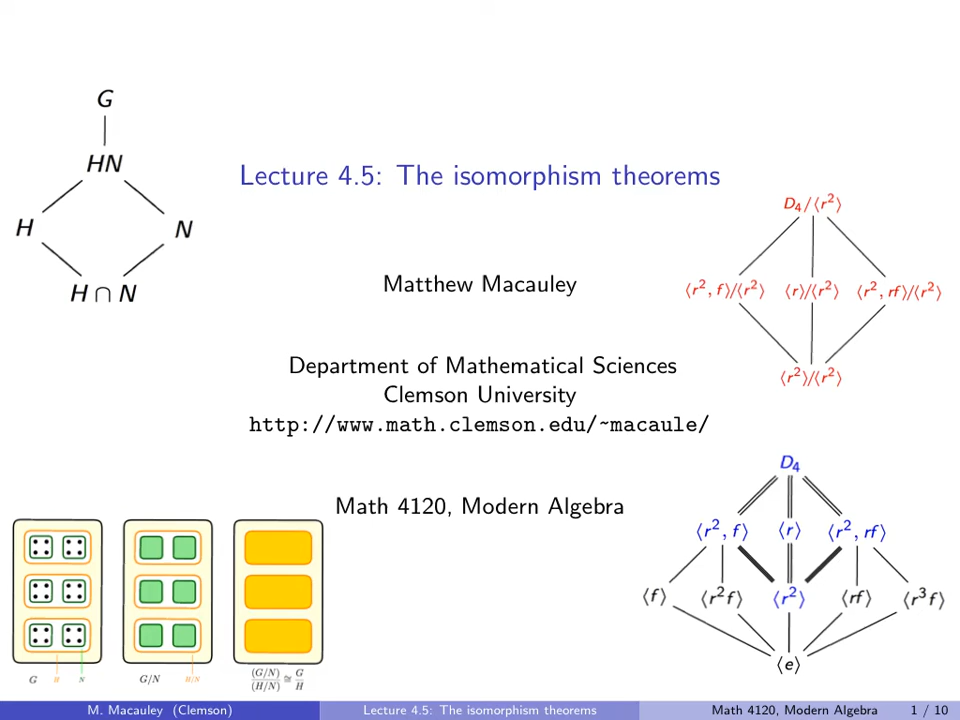 G
HN
H N
H ∩ N
Lecture 4.5: The isomorphism theorems
Matthew Macauley
Department of Mathematical Sciences
Clemson University
http://www.math.clemson.edu/~macaule/
Math 4120, Modern Algebra
D₄/⟨r²⟩
⟨r², f⟩/⟨r²⟩ ⟨r⟩/⟨r²⟩ ⟨r², rf⟩/⟨r²⟩
⟨r²⟩/⟨r²⟩
D₄
⟨r², f⟩ ⟨r⟩ ⟨r², rf⟩
⟨f⟩ ⟨r²f⟩ ⟨r²⟩ ⟨rf⟩ ⟨r³f⟩
⟨e⟩
G H N
G/N H/N
(G/N)/(H/N) ≅ G/H
M. Macauley (Clemson) Lecture 4.5: The isomorphism theorems Math 4120, Modern Algebra 1 / 10